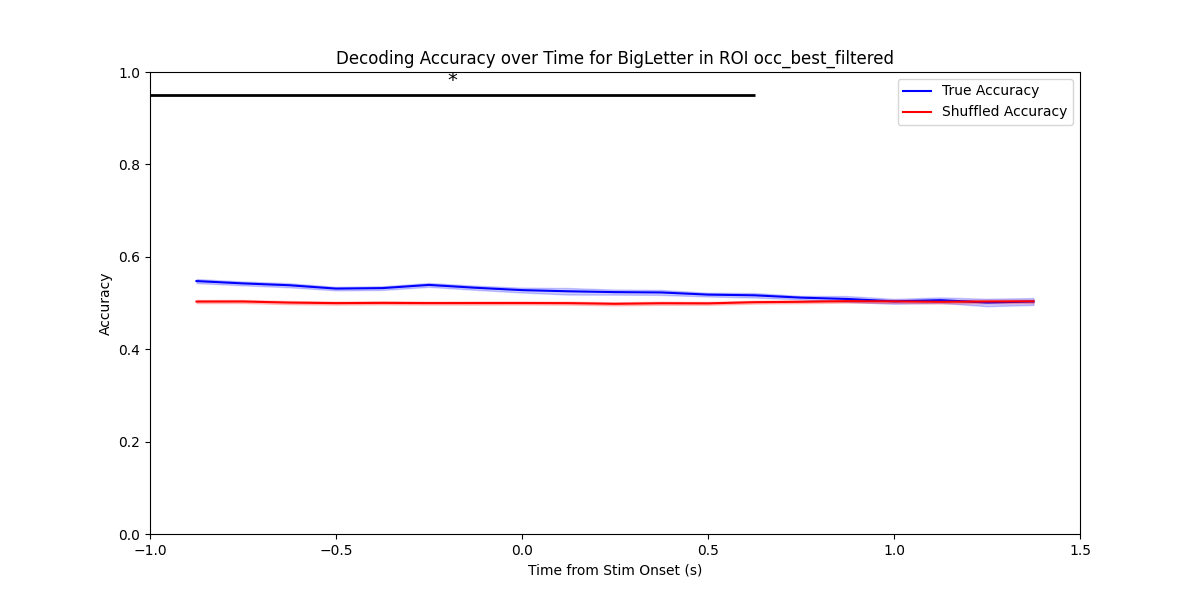 Decoding Accuracy over Time for BigLetter in ROI occ_best_filtered
*
True Accuracy
Shuffled Accuracy
Accuracy
1.0
0.8
0.6
0.4
0.2
0.0
−1.0 −0.5 0.0 0.5 1.0 1.5
Time from Stim Onset (s)